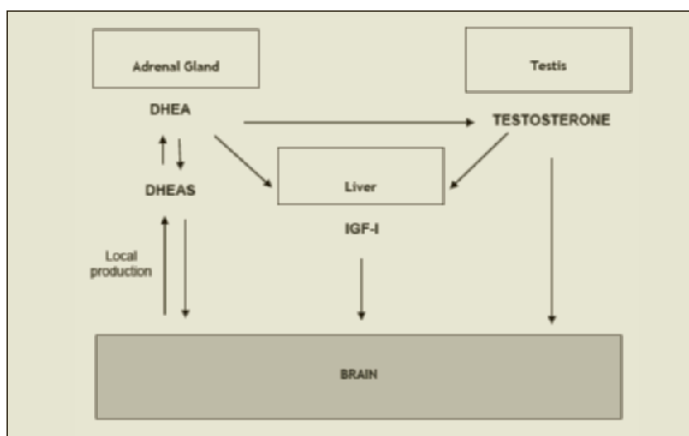 Adrenal Gland
Testis
DHEA
TESTOSTERONE
Liver
DHEAS
IGF-I
Local
production
BRAIN